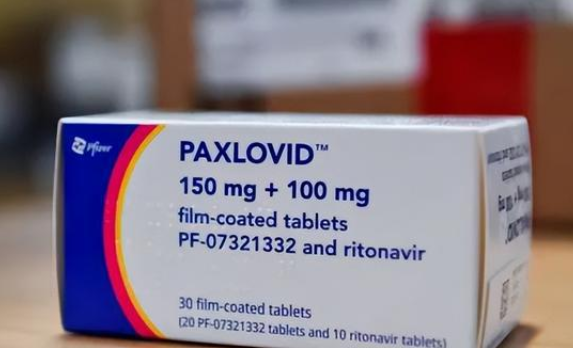 Pfizer
PAXLOVID™
150 mg + 100 mg
film-coated tablets
PF-07321332 and ritonavir
30 film-coated tablets
(20 PF-07321332 tablets and 10 ritonavir tablets)